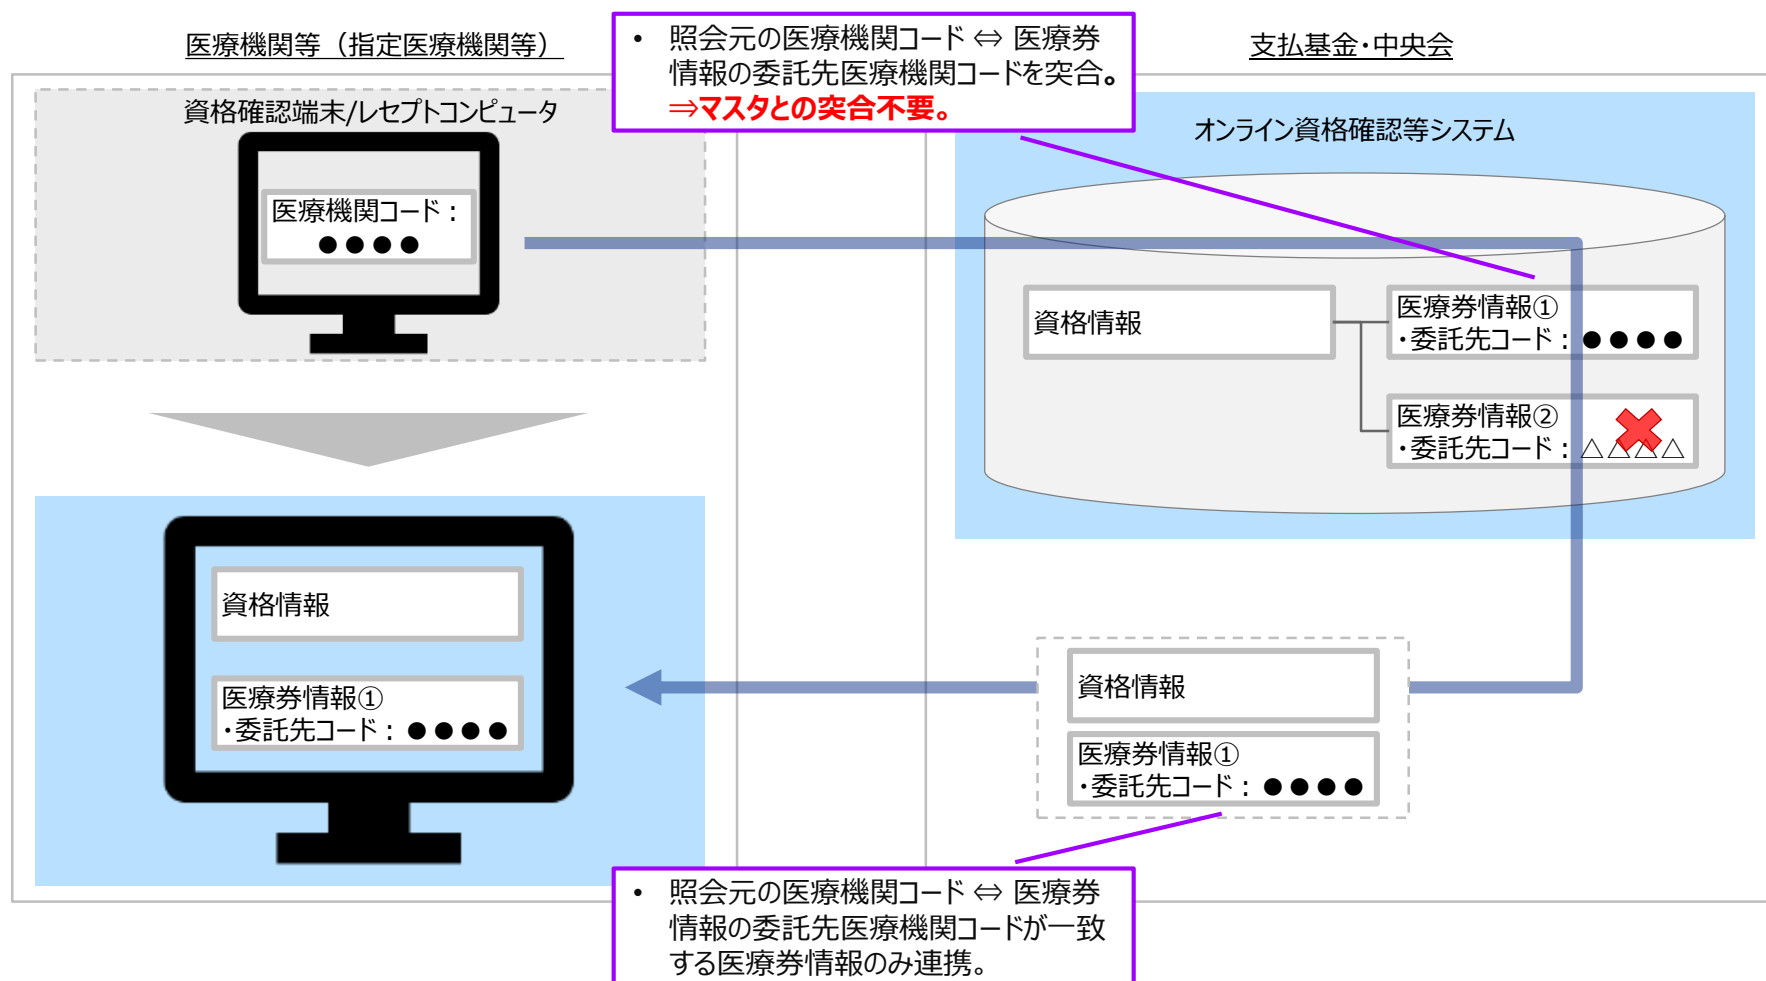 医療機関等（指定医療機関等）
支払基金・中央会
• 照会元の医療機関コード ⇔ 医療券
情報の委託先医療機関コードを突合。
⇒マスタとの突合不要。
資格確認端末/レセプトコンピュータ
医療機関コード：
●●●●
オンライン資格確認等システム
資格情報
医療券情報①
・委託先コード：●●●●
医療券情報②
・委託先コード：△△△△
資格情報
医療券情報①
・委託先コード：●●●●
資格情報
医療券情報①
・委託先コード：●●●●
• 照会元の医療機関コード ⇔ 医療券
情報の委託先医療機関コードが一致
する医療券情報のみ連携。